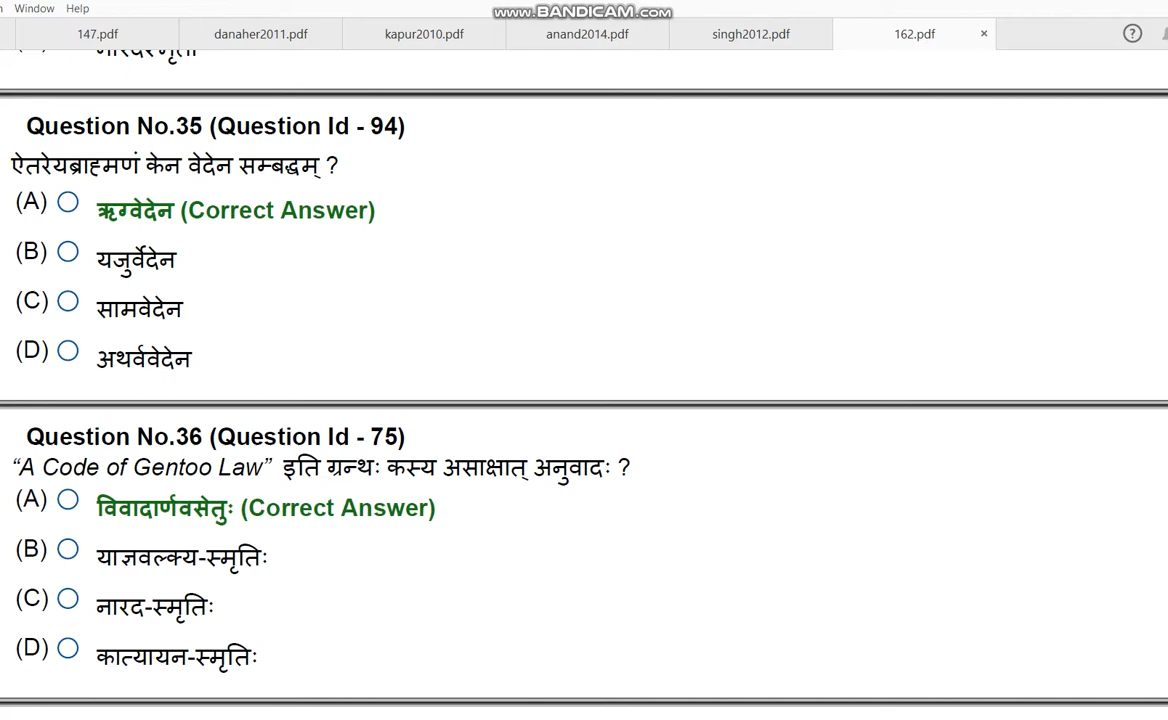 Window Help
www.BANDICAM.com
147.pdf danaher2011.pdf kapur2010.pdf anand2014.pdf singh2012.pdf 162.pdf × ?
Question No.35 (Question Id - 94)
ऐतरेयब्राह्मणं केन वेदेन सम्बद्धम् ?
(A) ऋग्वेदेन (Correct Answer)
(B) यजुर्वेदेन
(C) सामवेदेन
(D) अथर्ववेदेन
Question No.36 (Question Id - 75)
“A Code of Gentoo Law” इति ग्रन्थः कस्य असाक्षात् अनुवादः ?
(A) विवादार्णवसेतुः (Correct Answer)
(B) याज्ञवल्क्य-स्मृतिः
(C) नारद-स्मृतिः
(D) कात्यायन-स्मृतिः